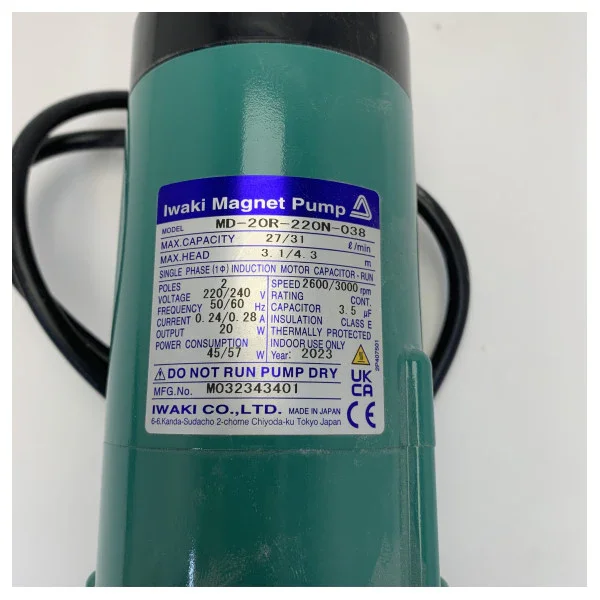 Iwaki Magnet Pump
MODEL MD-20R-220N-038
MAX.CAPACITY 27/31 ℓ/min
MAX.HEAD 3.1/4.3 m
SINGLE PHASE (1Φ) INDUCTION MOTOR CAPACITOR-RUN
POLES 2 SPEED 2600/3000 rpm
VOLTAGE 220/240 V RATING CONT.
FREQUENCY 50/60 Hz CAPACITOR 3.5 µF
CURRENT 0.24/0.28 A INSULATION CLASS E
OUTPUT 20 W THERMALLY PROTECTED
POWER CONSUMPTION INDOOR USE ONLY
45/57 W Year: 2023
⚠ DO NOT RUN PUMP DRY
MFG.No. M032343401
IWAKI CO.,LTD. MADE IN JAPAN
6-6.Kanda-Sudacho 2-chome Chiyoda-ku Tokyo Japan
UK
CA
CE